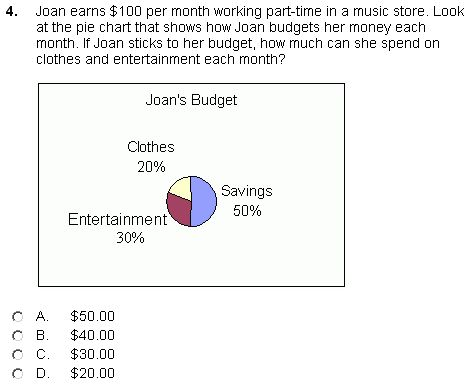 4. Joan earns $100 per month working part-time in a music store. Look
at the pie chart that shows how Joan budgets her money each
month. If Joan sticks to her budget, how much can she spend on
clothes and entertainment each month?
Joan's Budget
Clothes
20%
Savings
50%
Entertainment
30%
A. $50.00
B. $40.00
C. $30.00
D. $20.00